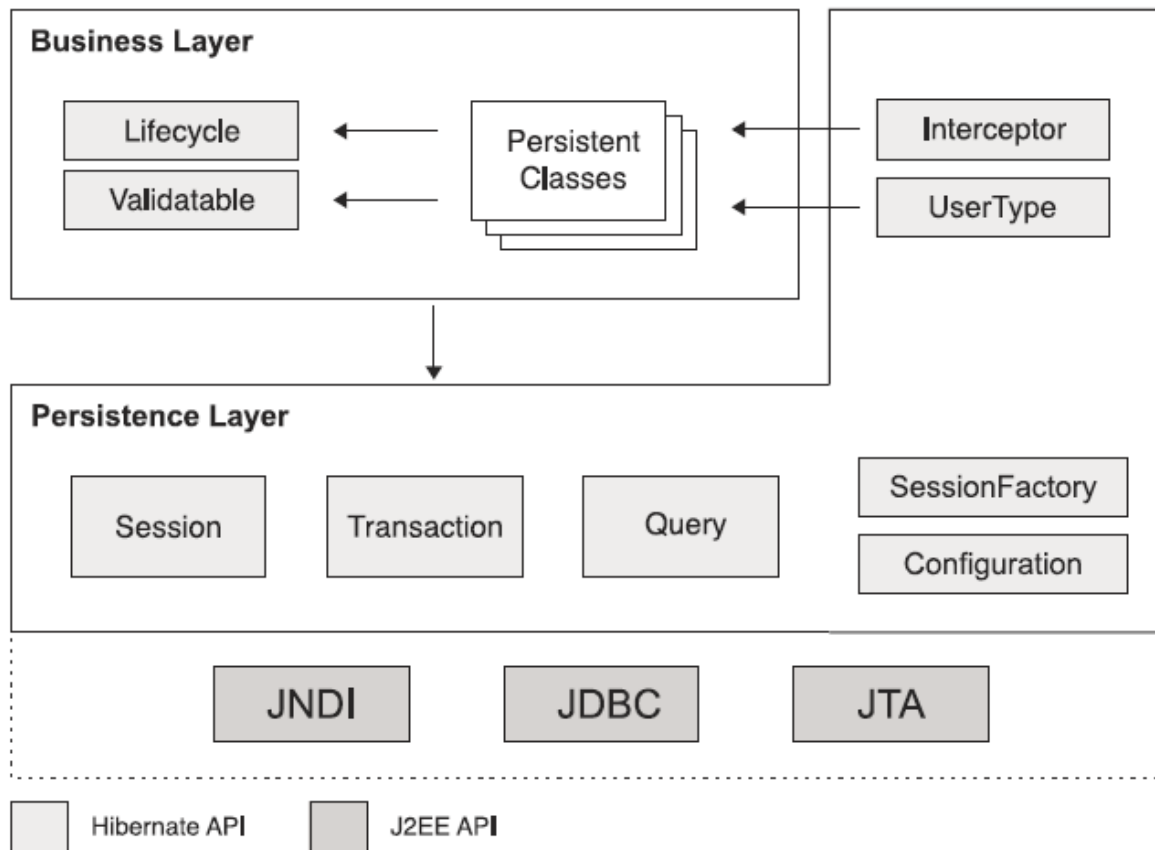 Business Layer
Lifecycle
Validatable
Persistent
Classes
Interceptor
UserType
Persistence Layer
Session
Transaction
Query
SessionFactory
Configuration
JNDI
JDBC
JTA
Hibernate API
J2EE API